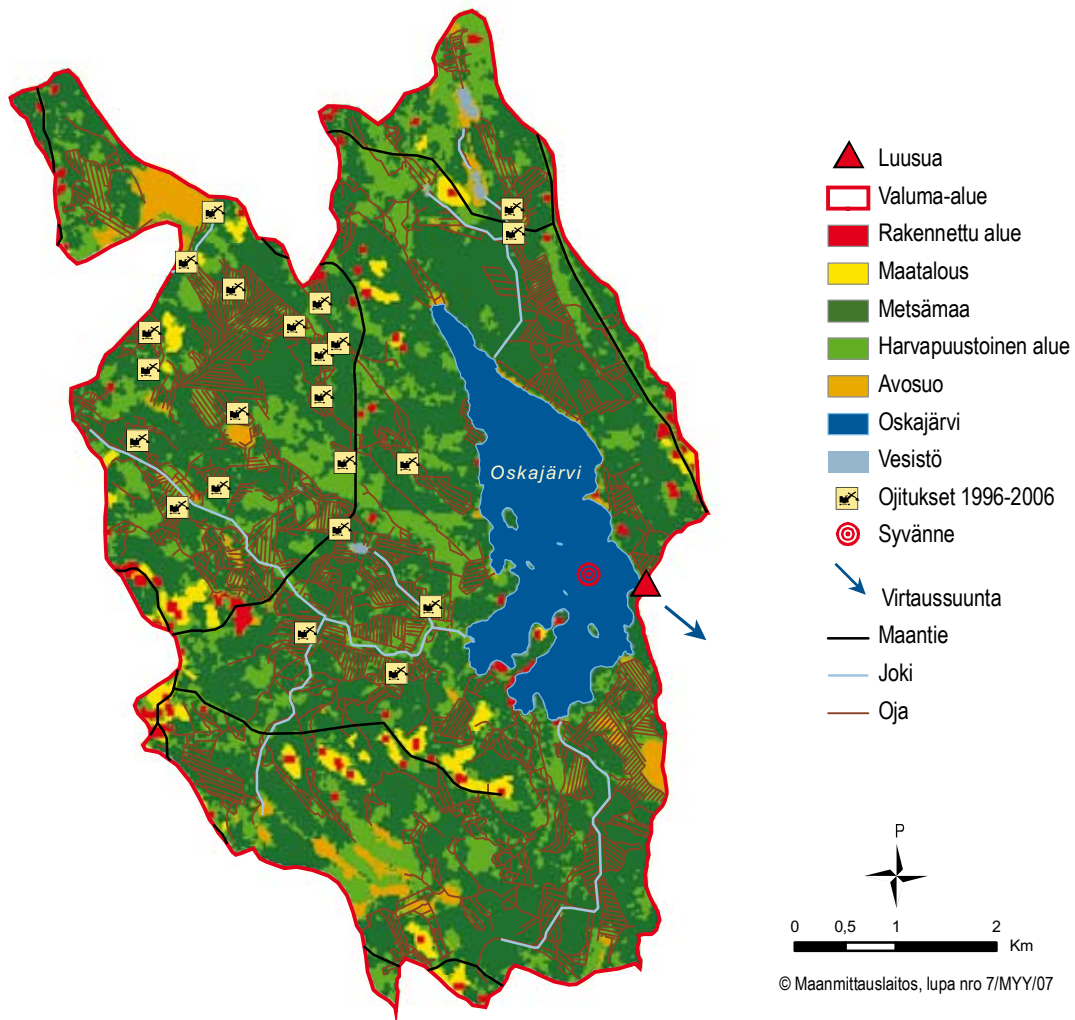 Oskajärvi
Luusua
Valuma-alue
Rakennettu alue
Maatalous
Metsämaa
Harvapuustoinen alue
Avosuo
Oskajärvi
Vesistö
Ojitukset 1996-2006
Syvänne
Virtaussuunta
Maantie
Joki
Oja
P
0 0,5 1 2
Km
© Maanmittauslaitos, lupa nro 7/MYY/07